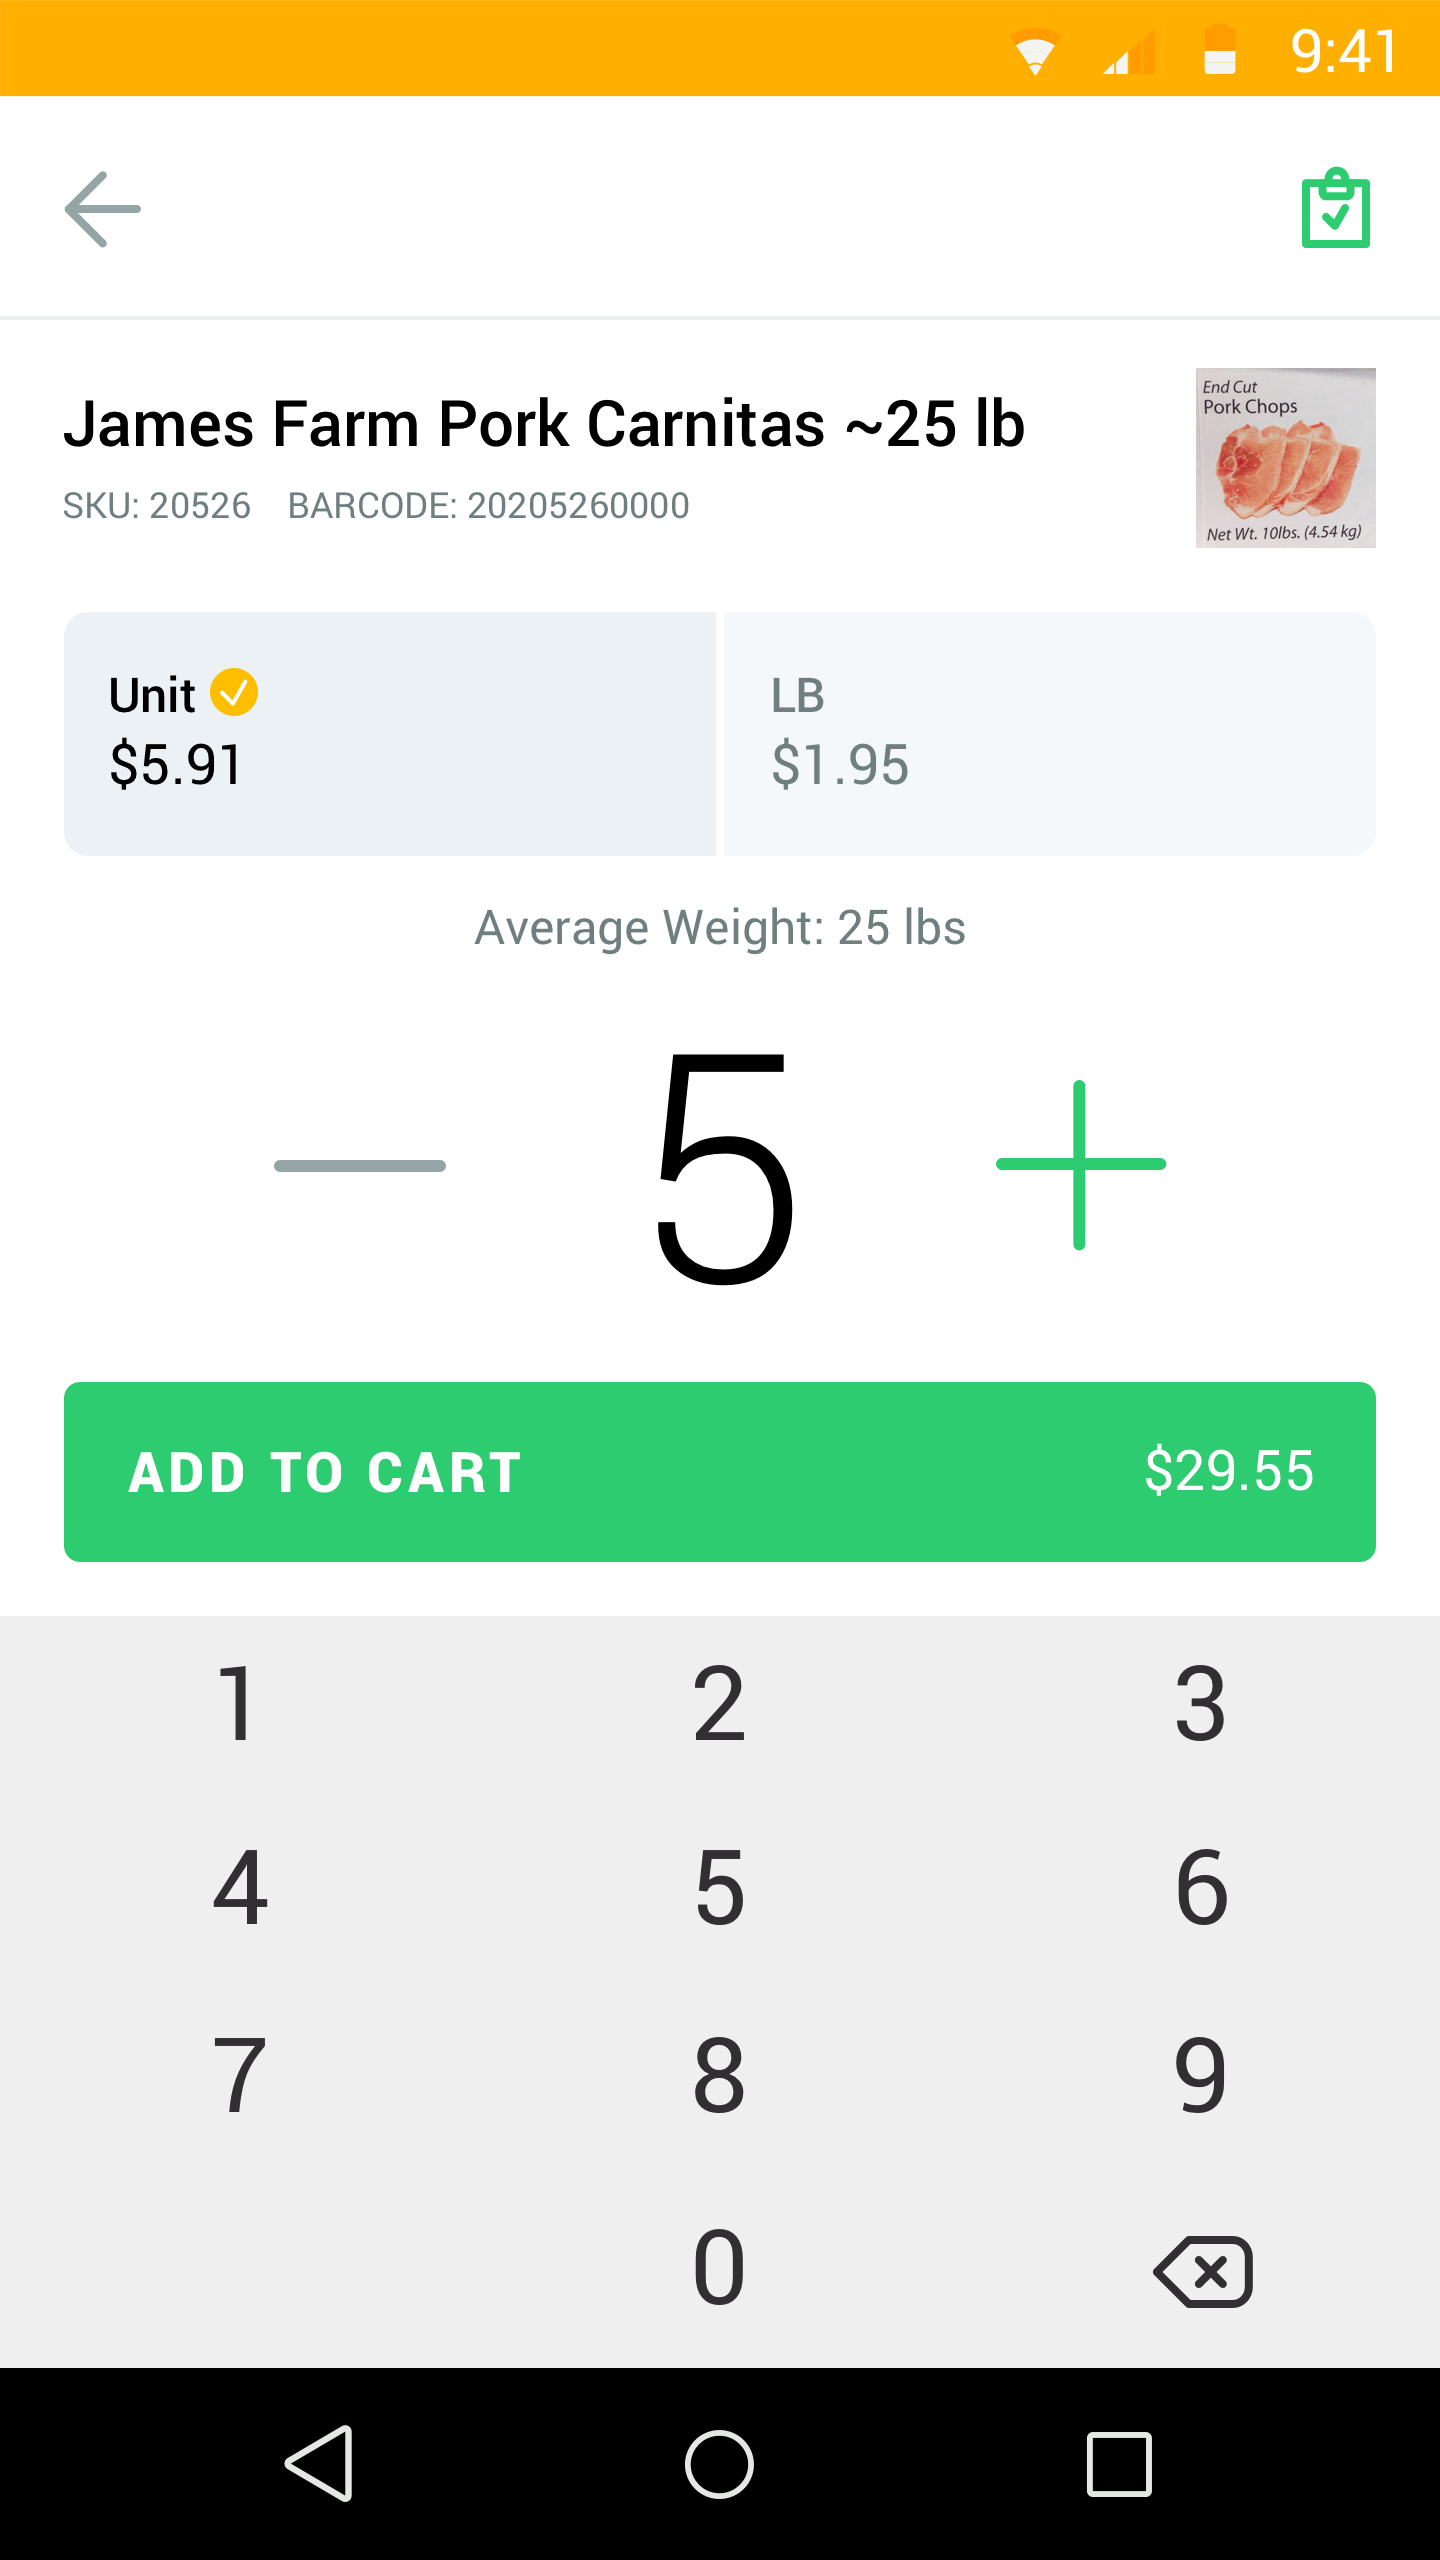 9:41
James Farm Pork Carnitas ~25 lb
SKU: 20526 BARCODE: 20205260000
End Cut
Pork Chops
Net Wt. 10lbs. (4.54 kg)
Unit
$5.91
LB
$1.95
Average Weight: 25 lbs
5
ADD TO CART $29.55
1 2 3
4 5 6
7 8 9
0